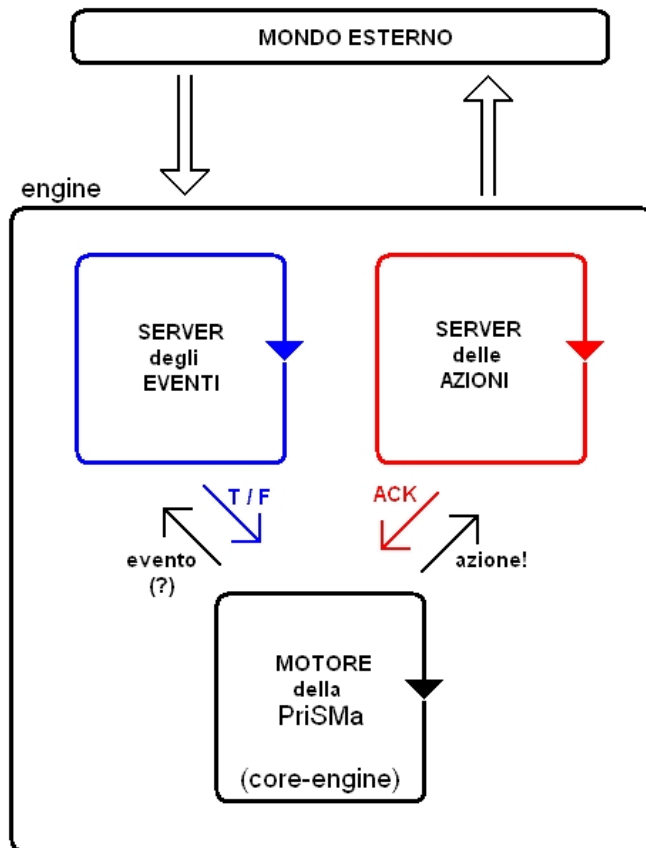 MONDO ESTERNO
engine
SERVER
degli
EVENTI
SERVER
delle
AZIONI
T / F
ACK
evento
(?)
azione!
MOTORE
della
PriSMa
(core-engine)